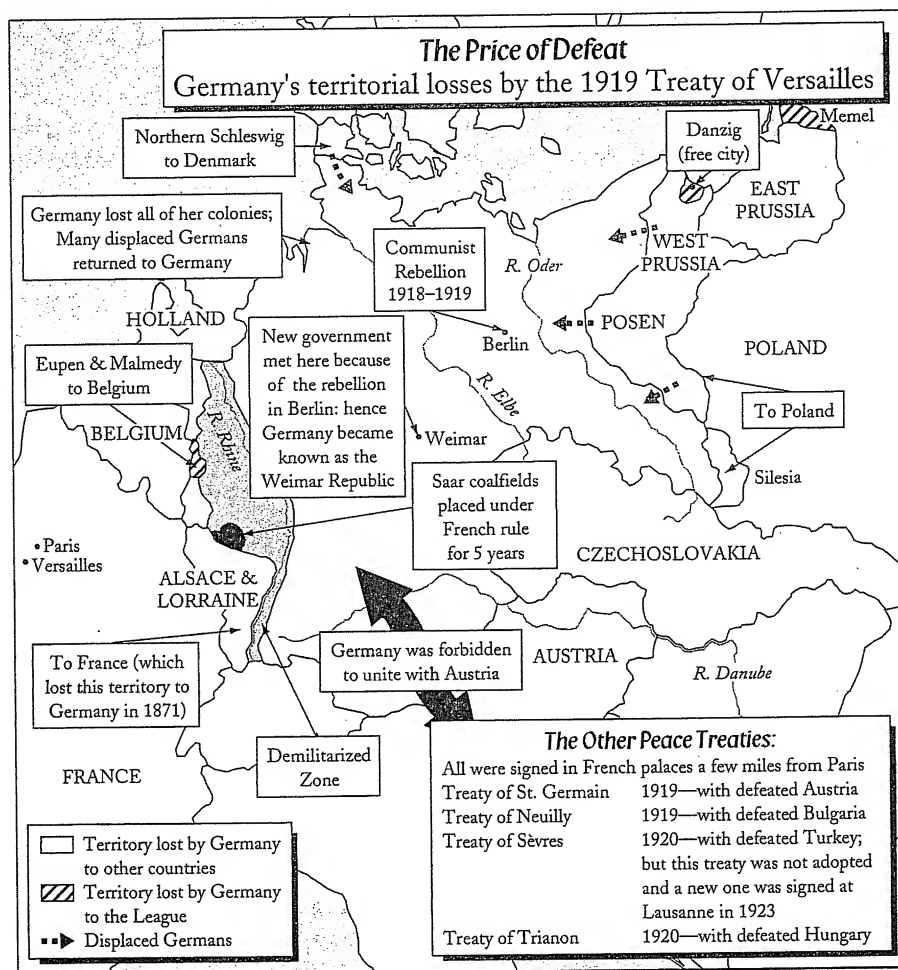 The Price of Defeat
Germany's territorial losses by the 1919 Treaty of Versailles
Northern Schleswig
to Denmark
Danzig
(free city)
Memel
EAST
PRUSSIA
Germany lost all of her colonies;
Many displaced Germans
returned to Germany
Communist
Rebellion
1918–1919
R. Oder
WEST
PRUSSIA
HOLLAND
New government
met here because
of the rebellion
in Berlin: hence
Germany became
known as the
Weimar Republic
Berlin
POSEN
POLAND
Eupen & Malmedy
to Belgium
R. Elbe
To Poland
BELGIUM
R. Rhine
Weimar
Silesia
Saar coalfields
placed under
French rule
for 5 years
Paris
Versailles
CZECHOSLOVAKIA
ALSACE &
LORRAINE
To France (which
lost this territory to
Germany in 1871)
Germany was forbidden
to unite with Austria
AUSTRIA
R. Danube
Demilitarized
Zone
FRANCE
The Other Peace Treaties:
All were signed in French palaces a few miles from Paris
Treaty of St. Germain 1919—with defeated Austria
Treaty of Neuilly 1919—with defeated Bulgaria
Treaty of Sèvres 1920—with defeated Turkey;
but this treaty was not adopted
and a new one was signed at
Lausanne in 1923
Treaty of Trianon 1920—with defeated Hungary
Territory lost by Germany
to other countries
Territory lost by Germany
to the League
Displaced Germans